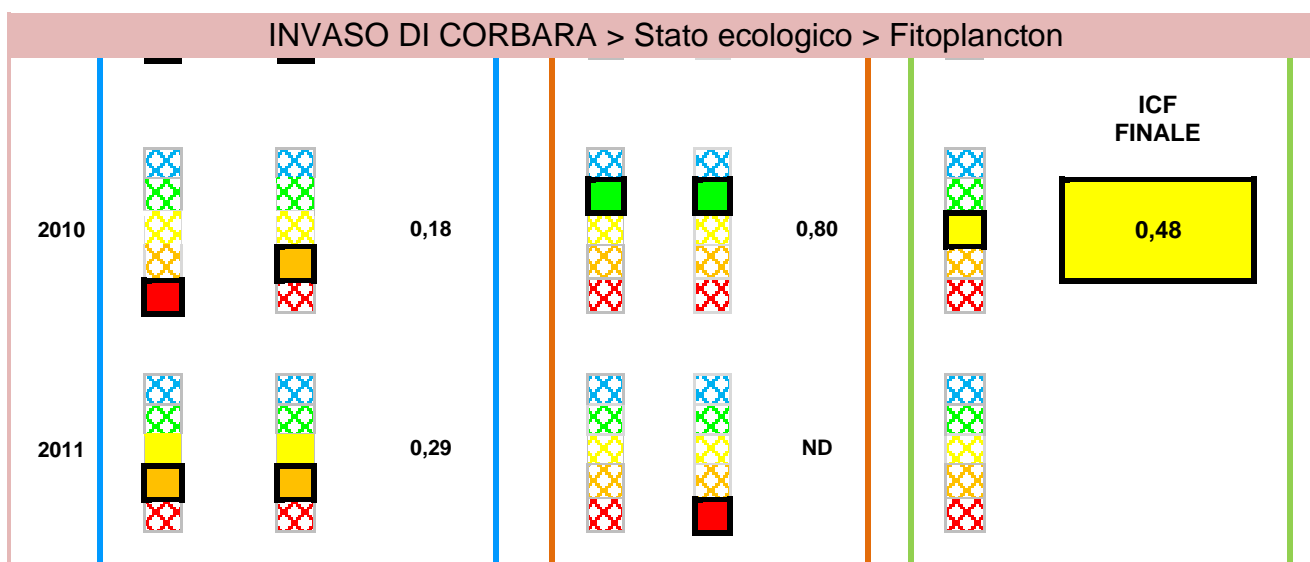 INVASO DI CORBARA > Stato ecologico > Fitoplancton
ICF
FINALE
2010 0,18 0,80 0,48
2011 0,29 ND